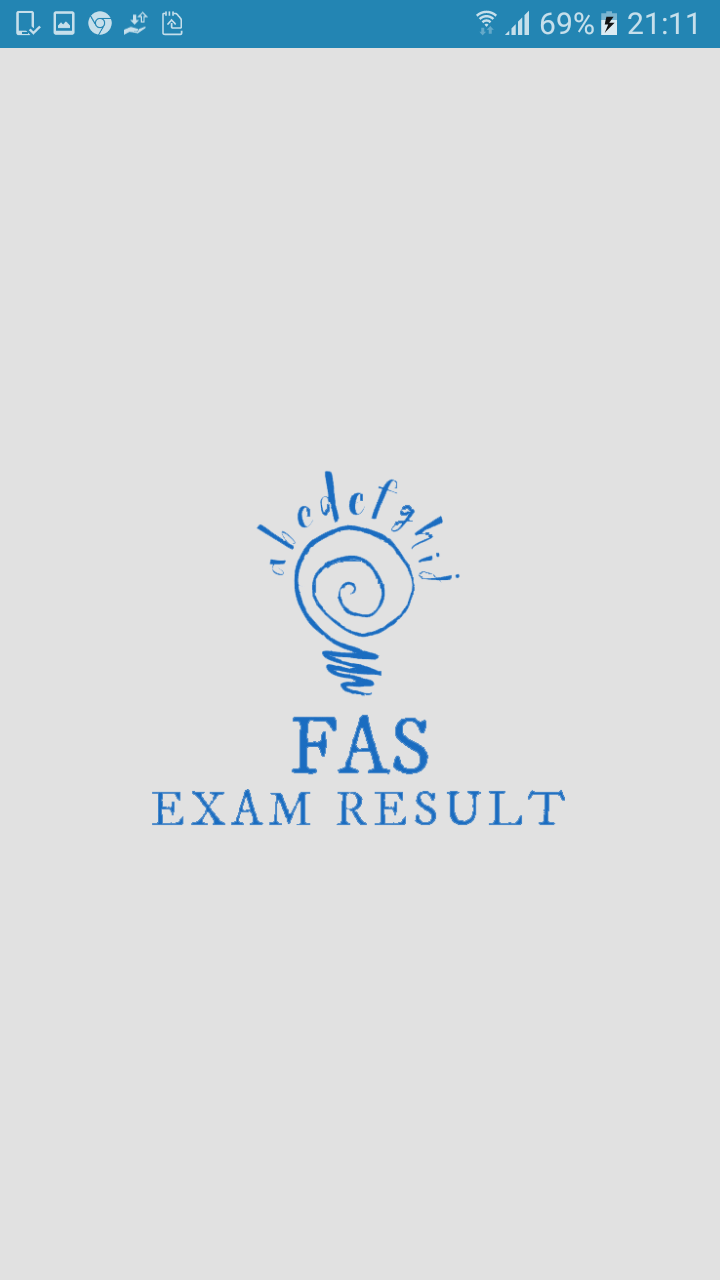 69% 21:11
abcdefghij
FAS
EXAM RESULT